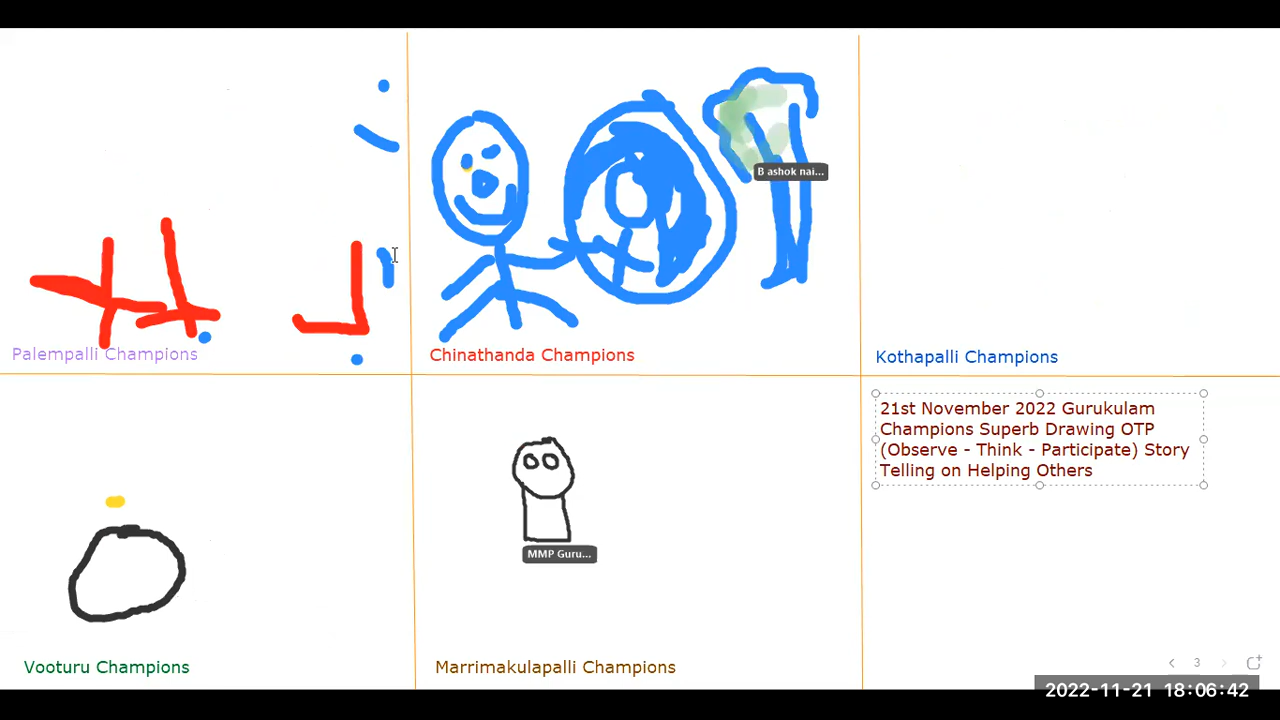 B ashok nai...
Palempalli Champions
Chinathanda Champions
Kothapalli Champions
21st November 2022 Gurukulam
Champions Superb Drawing OTP
(Observe - Think - Participate) Story
Telling on Helping Others
MMP Guru...
Vooturu Champions
Marrimakulapalli Champions
3
2022-11-21 18:06:42